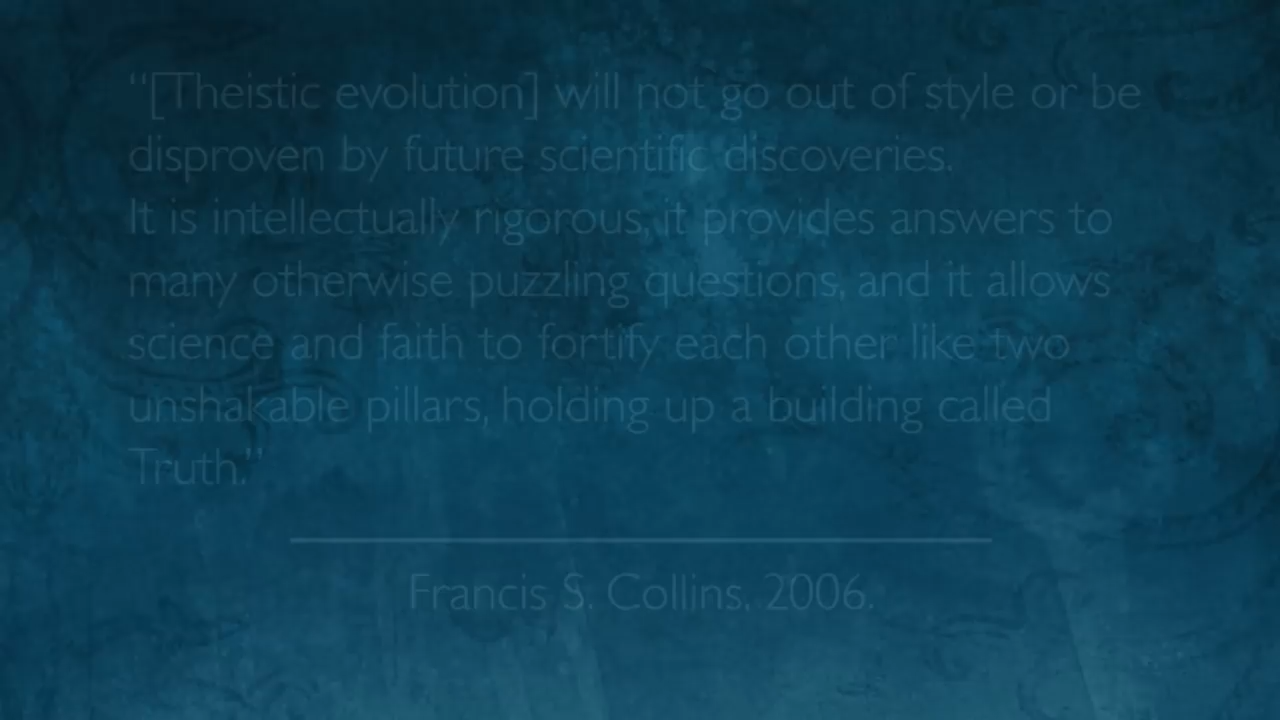 “[Theistic evolution] will not go out of style or be
disproven by future scientific discoveries.
It is intellectually rigorous, it provides answers to
many otherwise puzzling questions, and it allows
science and faith to fortify each other like two
unshakable pillars, holding up a building called
Truth.”
Francis S. Collins. 2006.